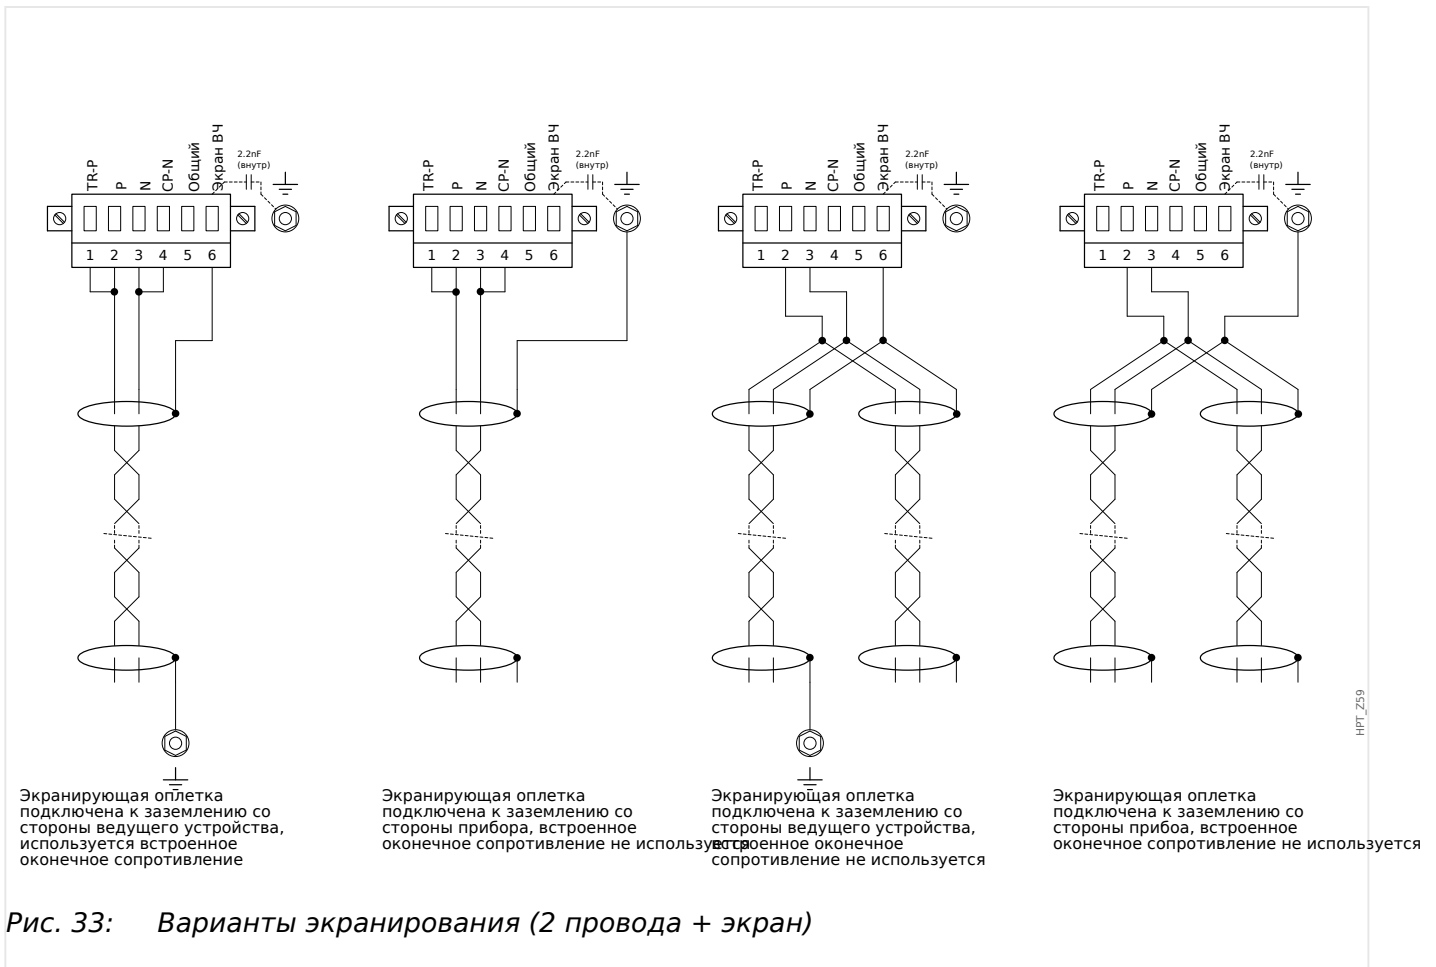 TR-P P N CP-N Общий Экран ВЧ
2.2nF
(внутр)
1 2 3 4 5 6
TR-P P N CP-N Общий Экран ВЧ
2.2nF
(внутр)
1 2 3 4 5 6
TR-P P N CP-N Общий Экран ВЧ
2.2nF
(внутр)
1 2 3 4 5 6
TR-P P N CP-N Общий Экран ВЧ
2.2nF
(внутр)
1 2 3 4 5 6
HPT_Z59
Экранирующая оплетка
подключена к заземлению со
стороны ведущего устройства,
используется встроенное
оконечное сопротивление
Экранирующая оплетка
подключена к заземлению со
стороны прибора, встроенное
оконечное сопротивление не используется
Экранирующая оплетка
подключена к заземлению со
стороны ведущего устройства,
встроенное оконечное
сопротивление не используется
Экранирующая оплетка
подключена к заземлению со
стороны прибоа, встроенное
оконечное сопротивление не используется
Рис. 33: Варианты экранирования (2 провода + экран)